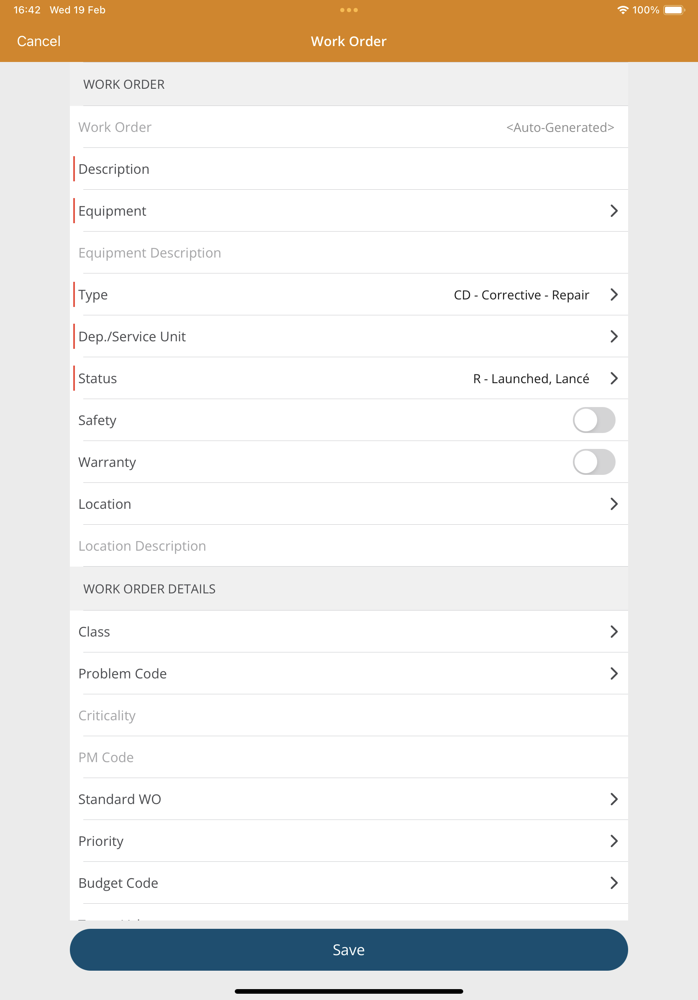 16:42 Wed 19 Feb 100%
Cancel Work Order
WORK ORDER
Work Order <Auto-Generated>
Description
Equipment
Equipment Description
Type CD - Corrective - Repair
Dep./Service Unit
Status R - Launched, Lancé
Safety
Warranty
Location
Location Description
WORK ORDER DETAILS
Class
Problem Code
Criticality
PM Code
Standard WO
Priority
Budget Code
Save